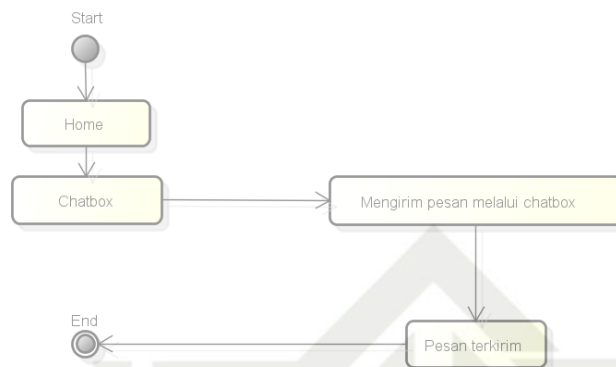 Start
Home
Chatbox
Mengirim pesan melalui chatbox
Pesan terkirim
End